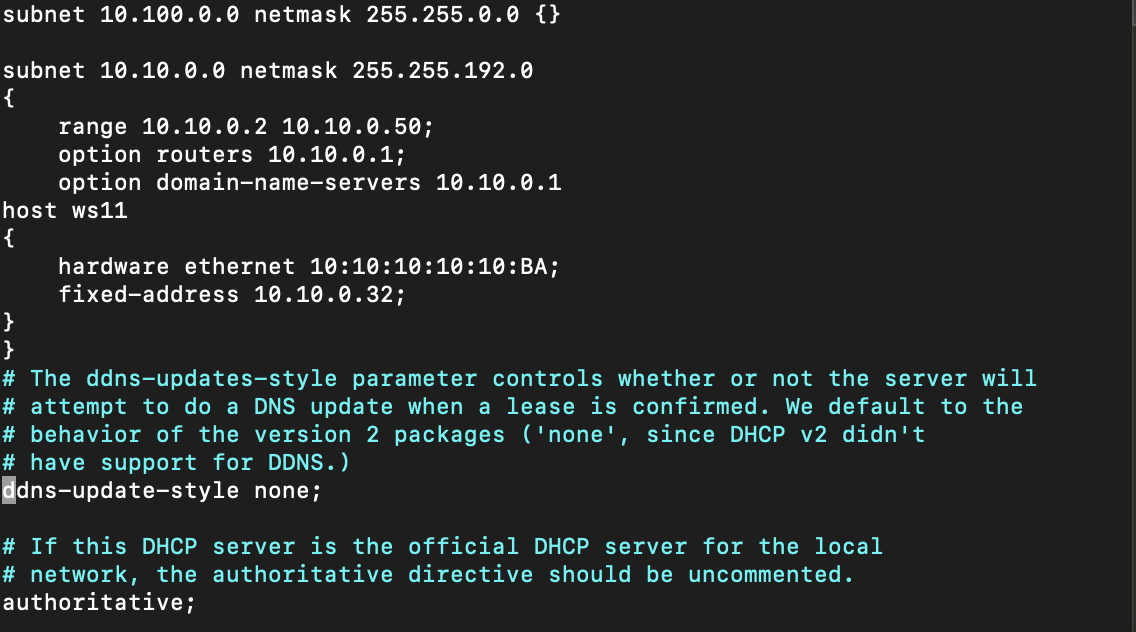 subnet 10.100.0.0 netmask 255.255.0.0 {}
subnet 10.10.0.0 netmask 255.255.192.0
{
range 10.10.0.2 10.10.0.50;
option routers 10.10.0.1;
option domain-name-servers 10.10.0.1
host ws11
{
hardware ethernet 10:10:10:10:10:BA;
fixed-address 10.10.0.32;
}
}
# The ddns-updates-style parameter controls whether or not the server will
# attempt to do a DNS update when a lease is confirmed. We default to the
# behavior of the version 2 packages ('none', since DHCP v2 didn't
# have support for DDNS.)
ddns-update-style none;
# If this DHCP server is the official DHCP server for the local
# network, the authoritative directive should be uncommented.
authoritative;